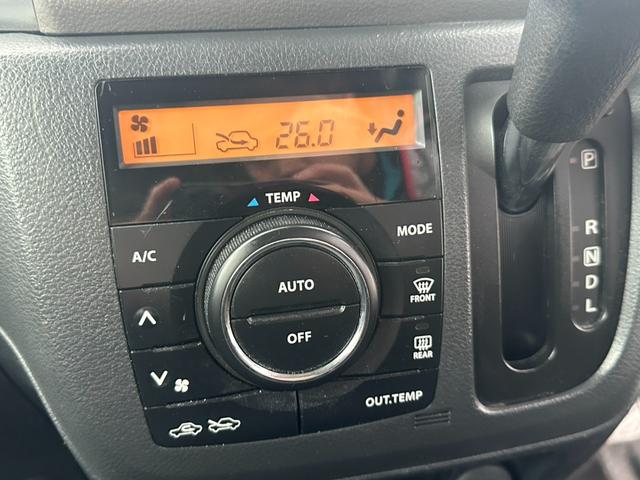 26.0
TEMP
A/C
MODE
AUTO
OFF
FRONT
REAR
OUT.TEMP
P
R
N
D
L